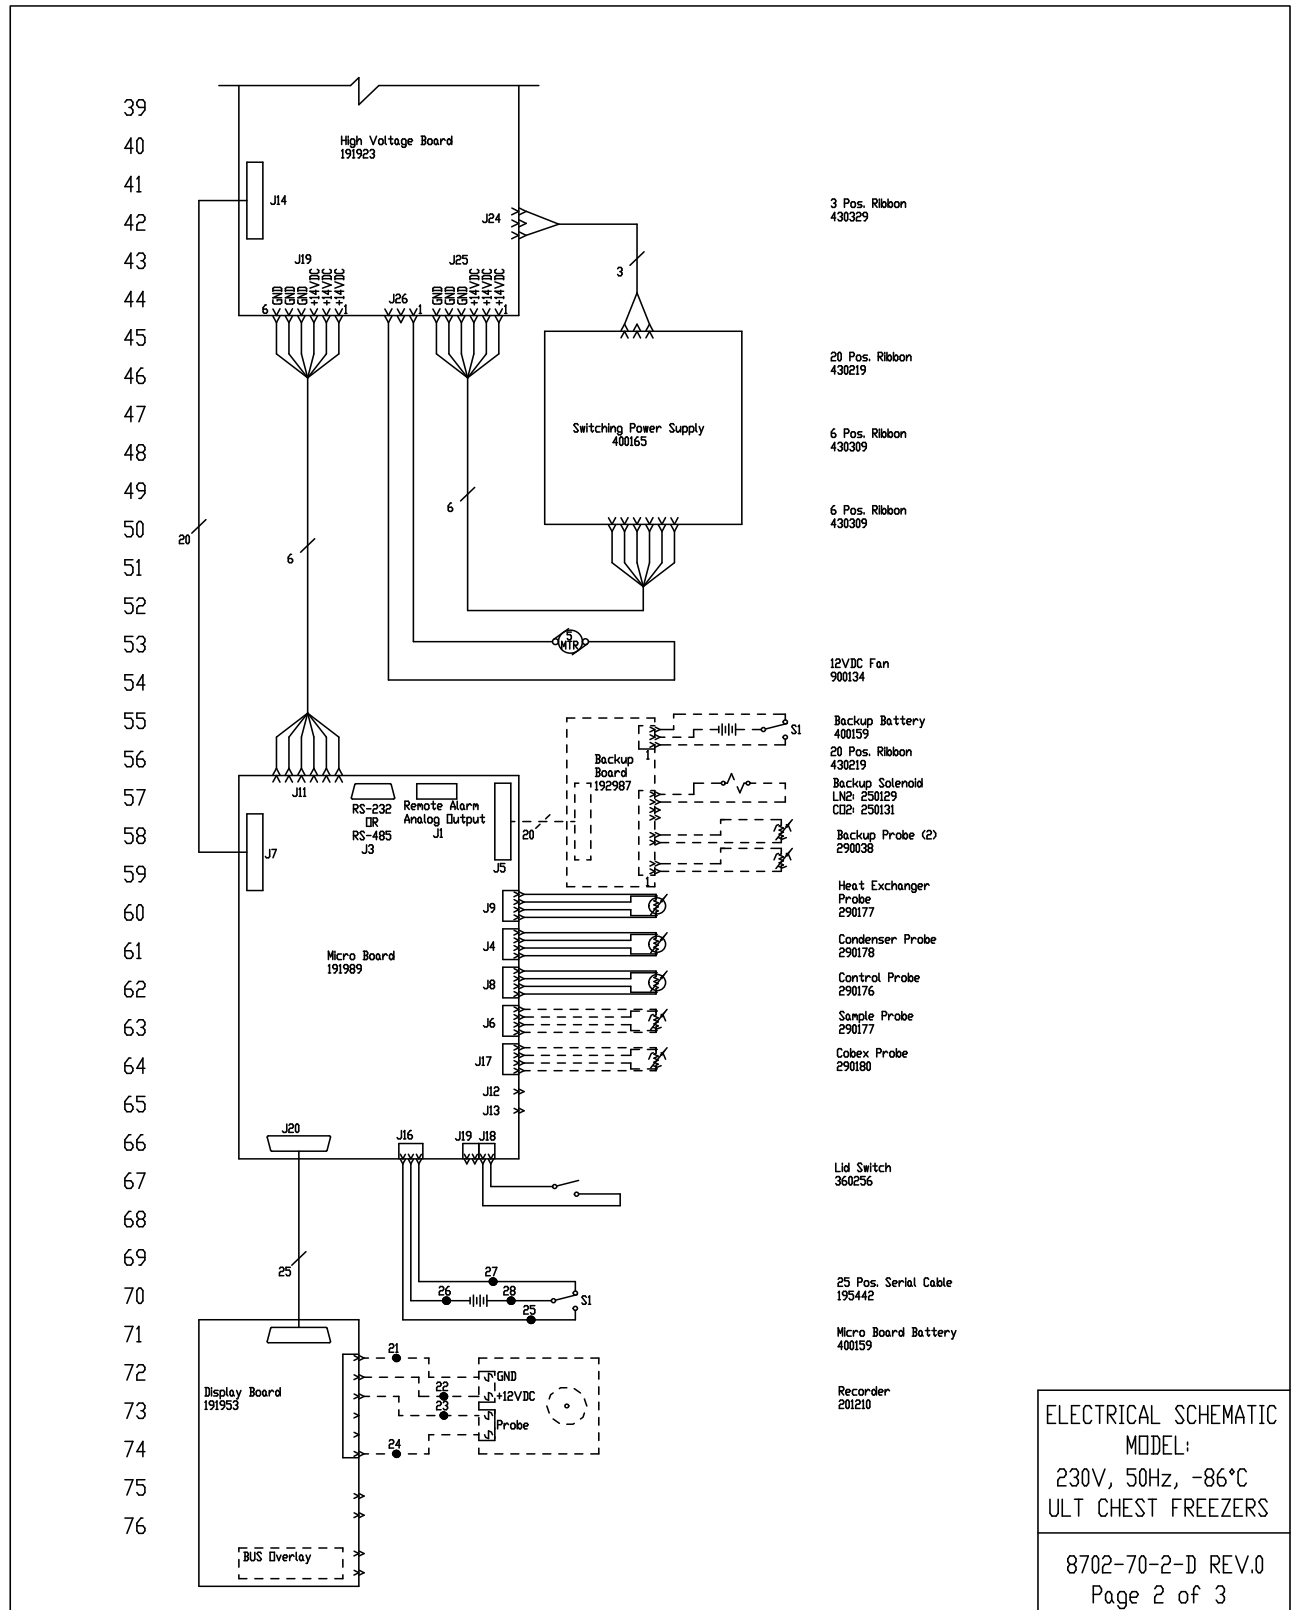 39
40
High Voltage Board
191923
41
J14
3 Pos. Ribbon
430329
42
J24
43
J19
J25
3
GND
GND
GND
+14VDC
+14VDC
+14VDC
GND
GND
GND
+14VDC
+14VDC
+14VDC
44
6
1
J26
1
1
45
20 Pos. Ribbon
430219
46
47
Switching Power Supply
400165
6 Pos. Ribbon
430309
48
49
6
6 Pos. Ribbon
430309
50
20
6
51
52
53
5
MTR
12VDC Fan
900134
54
55
S1
Backup Battery
400159
56
1
Backup
Board
192987
20 Pos. Ribbon
430219
57
J11
Backup Solenoid
LN2: 250129
CO2: 250131
RS-232
OR
RS-485
J3
Remote Alarm
Analog Output
J1
58
20
Backup Probe (2)
290038
J7
J5
59
1
Heat Exchanger
Probe
290177
60
J9
61
J4
Condenser Probe
290178
Micro Board
191989
62
J8
Control Probe
290176
63
J6
Sample Probe
290177
64
J17
Cobex Probe
290180
J12
65
J13
66
J20
J16
J19
J18
67
Lid Switch
360256
68
69
25
27
25 Pos. Serial Cable
195442
70
26
28
S1
25
71
Micro Board Battery
400159
21
72
GND
Display Board
191953
22
+12VDC
Recorder
201210
73
23
Probe
74
24
75
76
BUS Overlay
ELECTRICAL SCHEMATIC
MODEL:
230V, 50Hz, -86°C
ULT CHEST FREEZERS
8702-70-2-D REV.0
Page 2 of 3